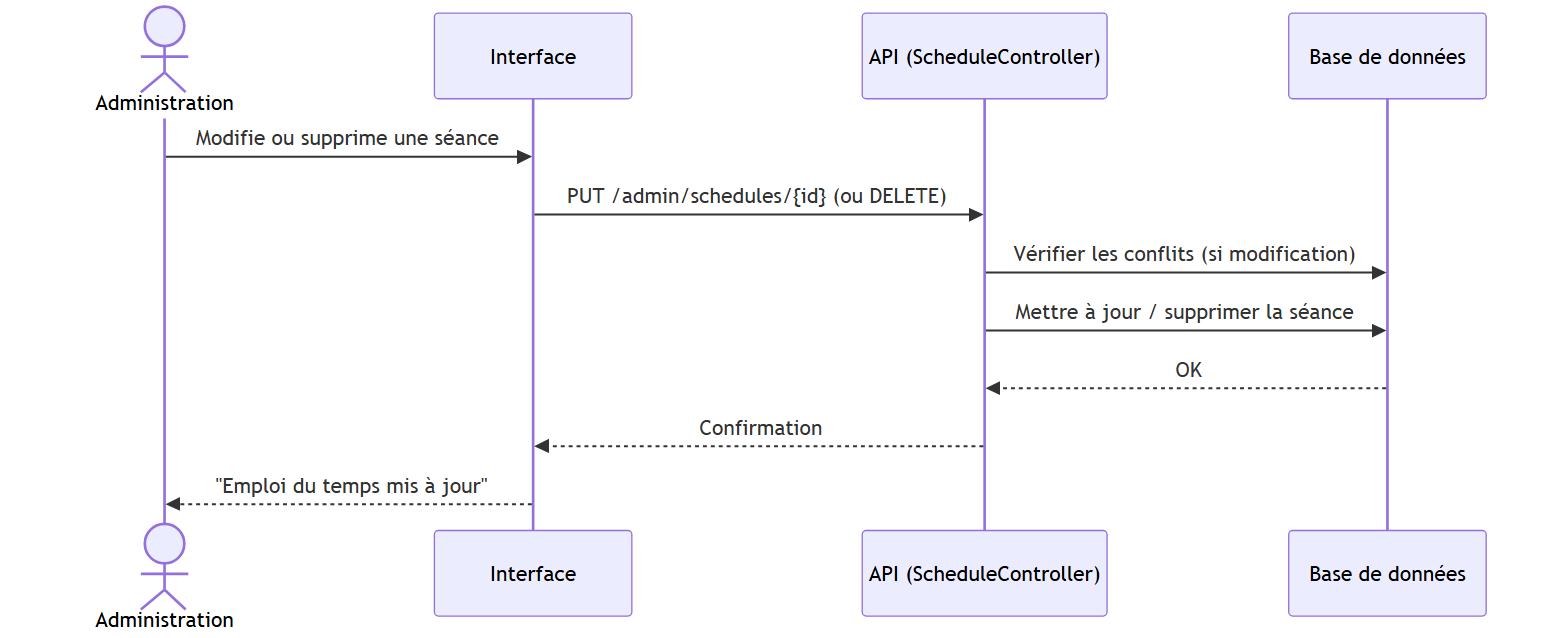 Administration
Interface
API (ScheduleController)
Base de données
Modifie ou supprime une séance
PUT /admin/schedules/{id} (ou DELETE)
Vérifier les conflits (si modification)
Mettre à jour / supprimer la séance
OK
Confirmation
"Emploi du temps mis à jour"
Administration
Interface
API (ScheduleController)
Base de données